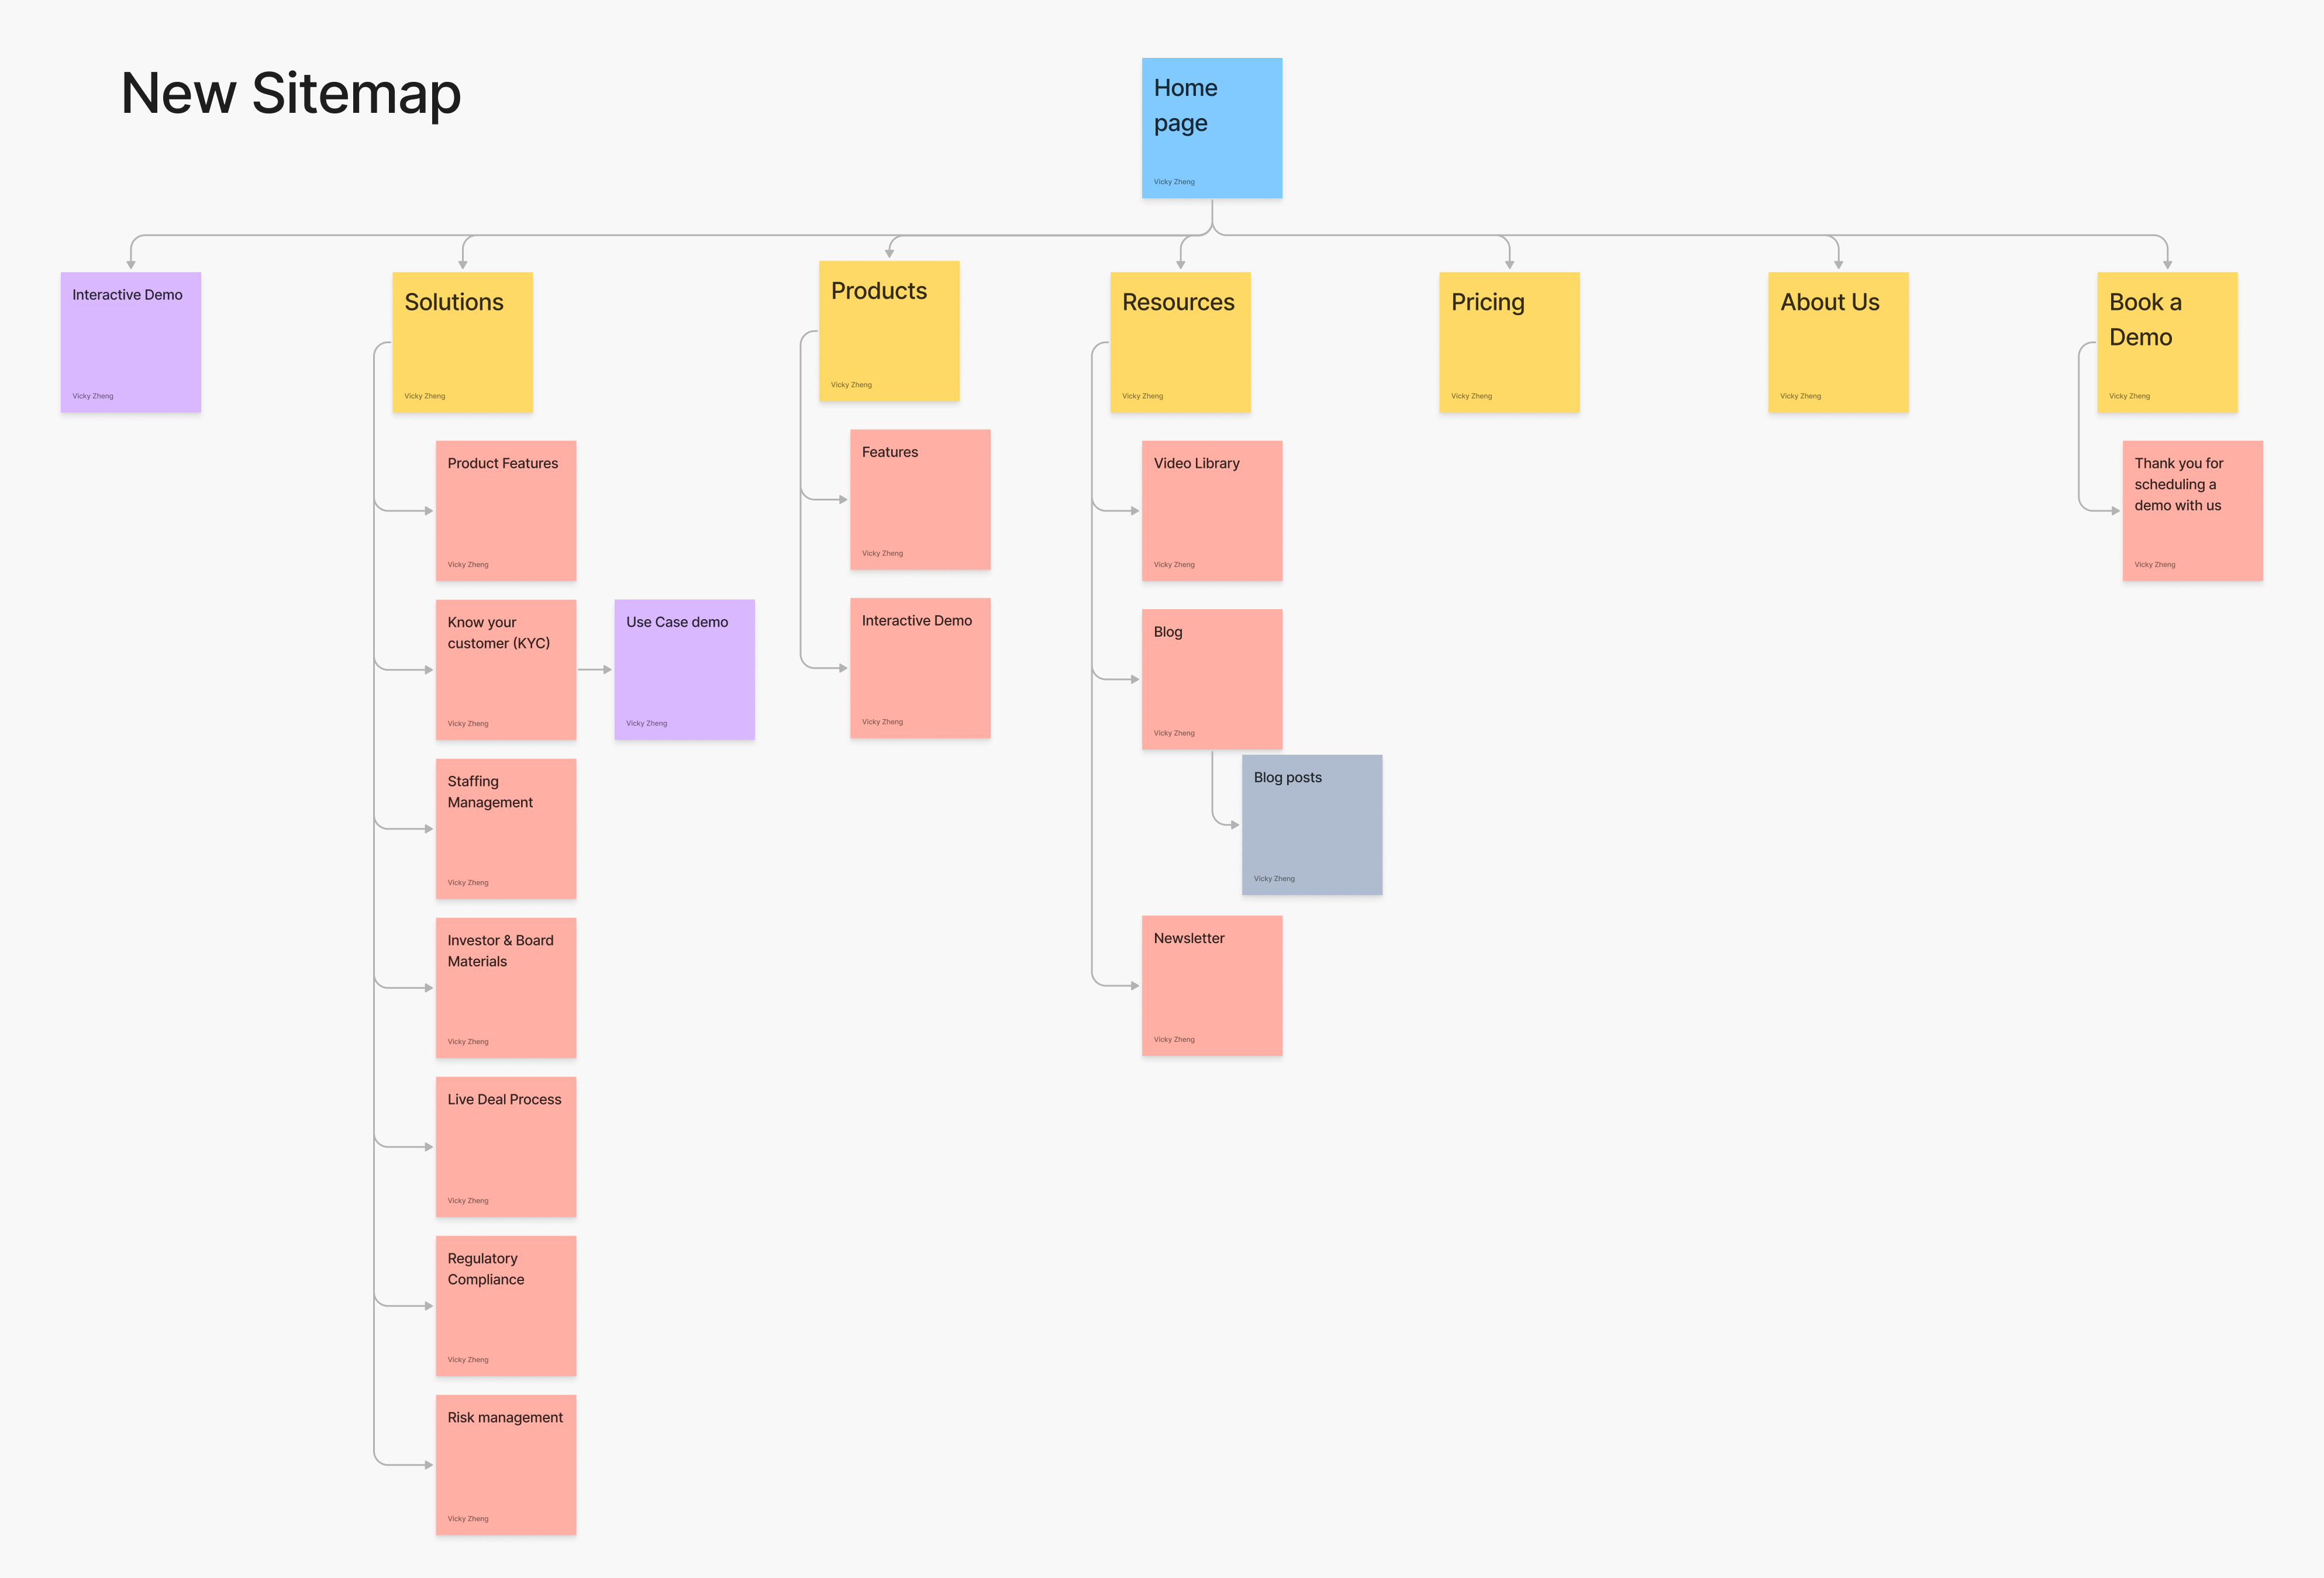 New Sitemap
Home
page
Vicky Zheng
Interactive Demo
Vicky Zheng
Solutions
Vicky Zheng
Products
Vicky Zheng
Resources
Vicky Zheng
Pricing
Vicky Zheng
About Us
Vicky Zheng
Book a
Demo
Vicky Zheng
Product Features
Vicky Zheng
Know your
customer (KYC)
Vicky Zheng
Use Case demo
Vicky Zheng
Staffing
Management
Vicky Zheng
Investor & Board
Materials
Vicky Zheng
Live Deal Process
Vicky Zheng
Regulatory
Compliance
Vicky Zheng
Risk management
Vicky Zheng
Features
Vicky Zheng
Interactive Demo
Vicky Zheng
Video Library
Vicky Zheng
Blog
Vicky Zheng
Blog posts
Vicky Zheng
Newsletter
Vicky Zheng
Thank you for
scheduling a
demo with us
Vicky Zheng